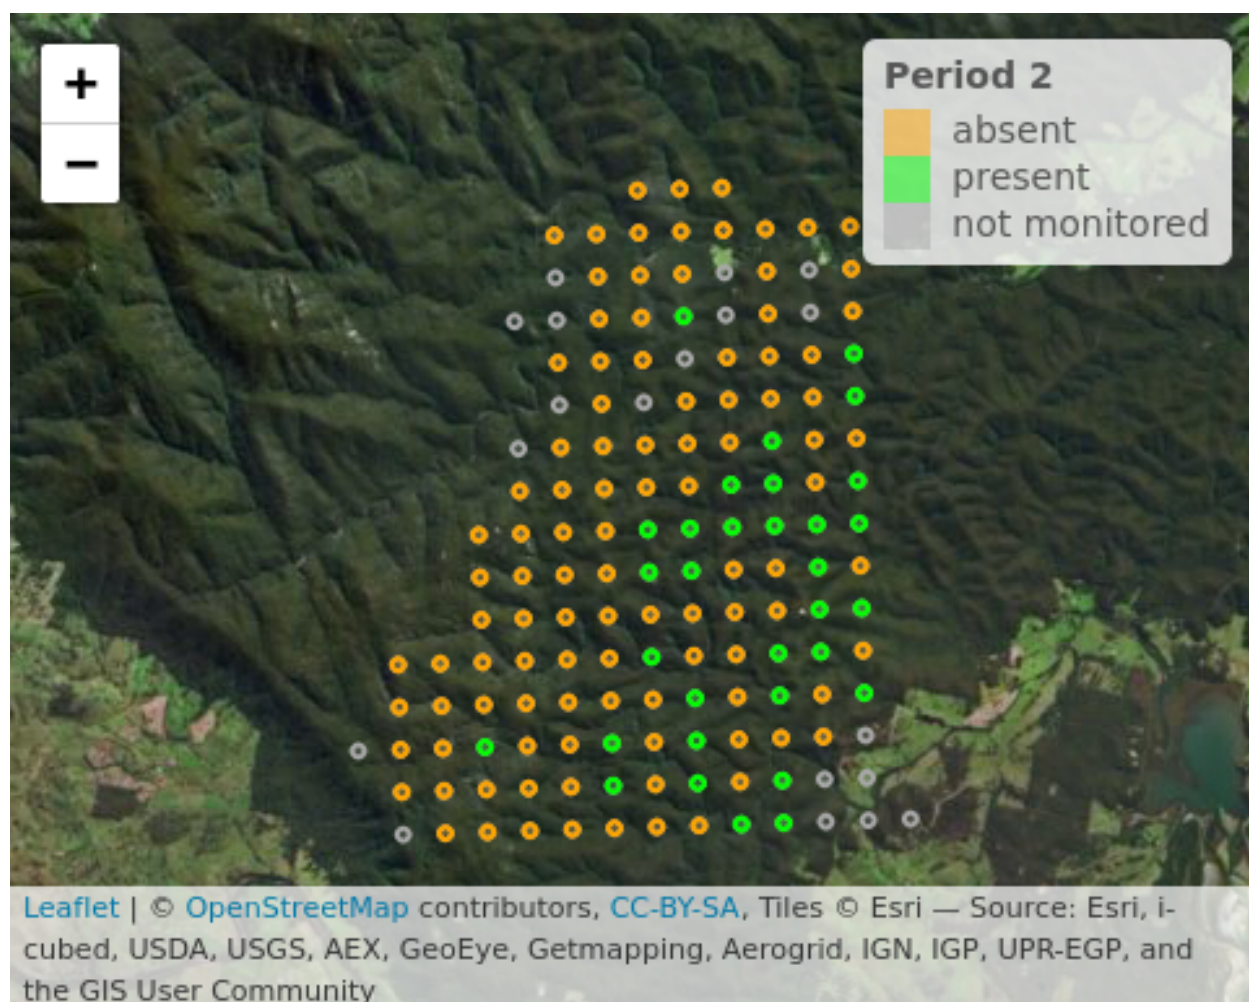 +
−
Period 2
absent
present
not monitored
Leaflet | © OpenStreetMap contributors, CC-BY-SA, Tiles © Esri — Source: Esri, i-
cubed, USDA, USGS, AEX, GeoEye, Getmapping, Aerogrid, IGN, IGP, UPR-EGP, and
the GIS User Community